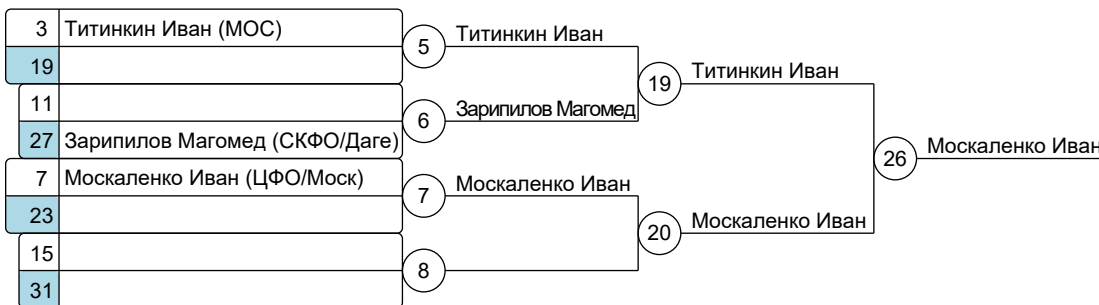 3 Титинкин Иван (МОС)
19
11
27 Зарипилов Магомед (СКФО/Даге)
7 Москаленко Иван (ЦФО/Моск)
23
15
31
5 Титинкин Иван
6 Зарипилов Магомед
7 Москаленко Иван
8
19 Титинкин Иван
20 Москаленко Иван
26 Москаленко Иван